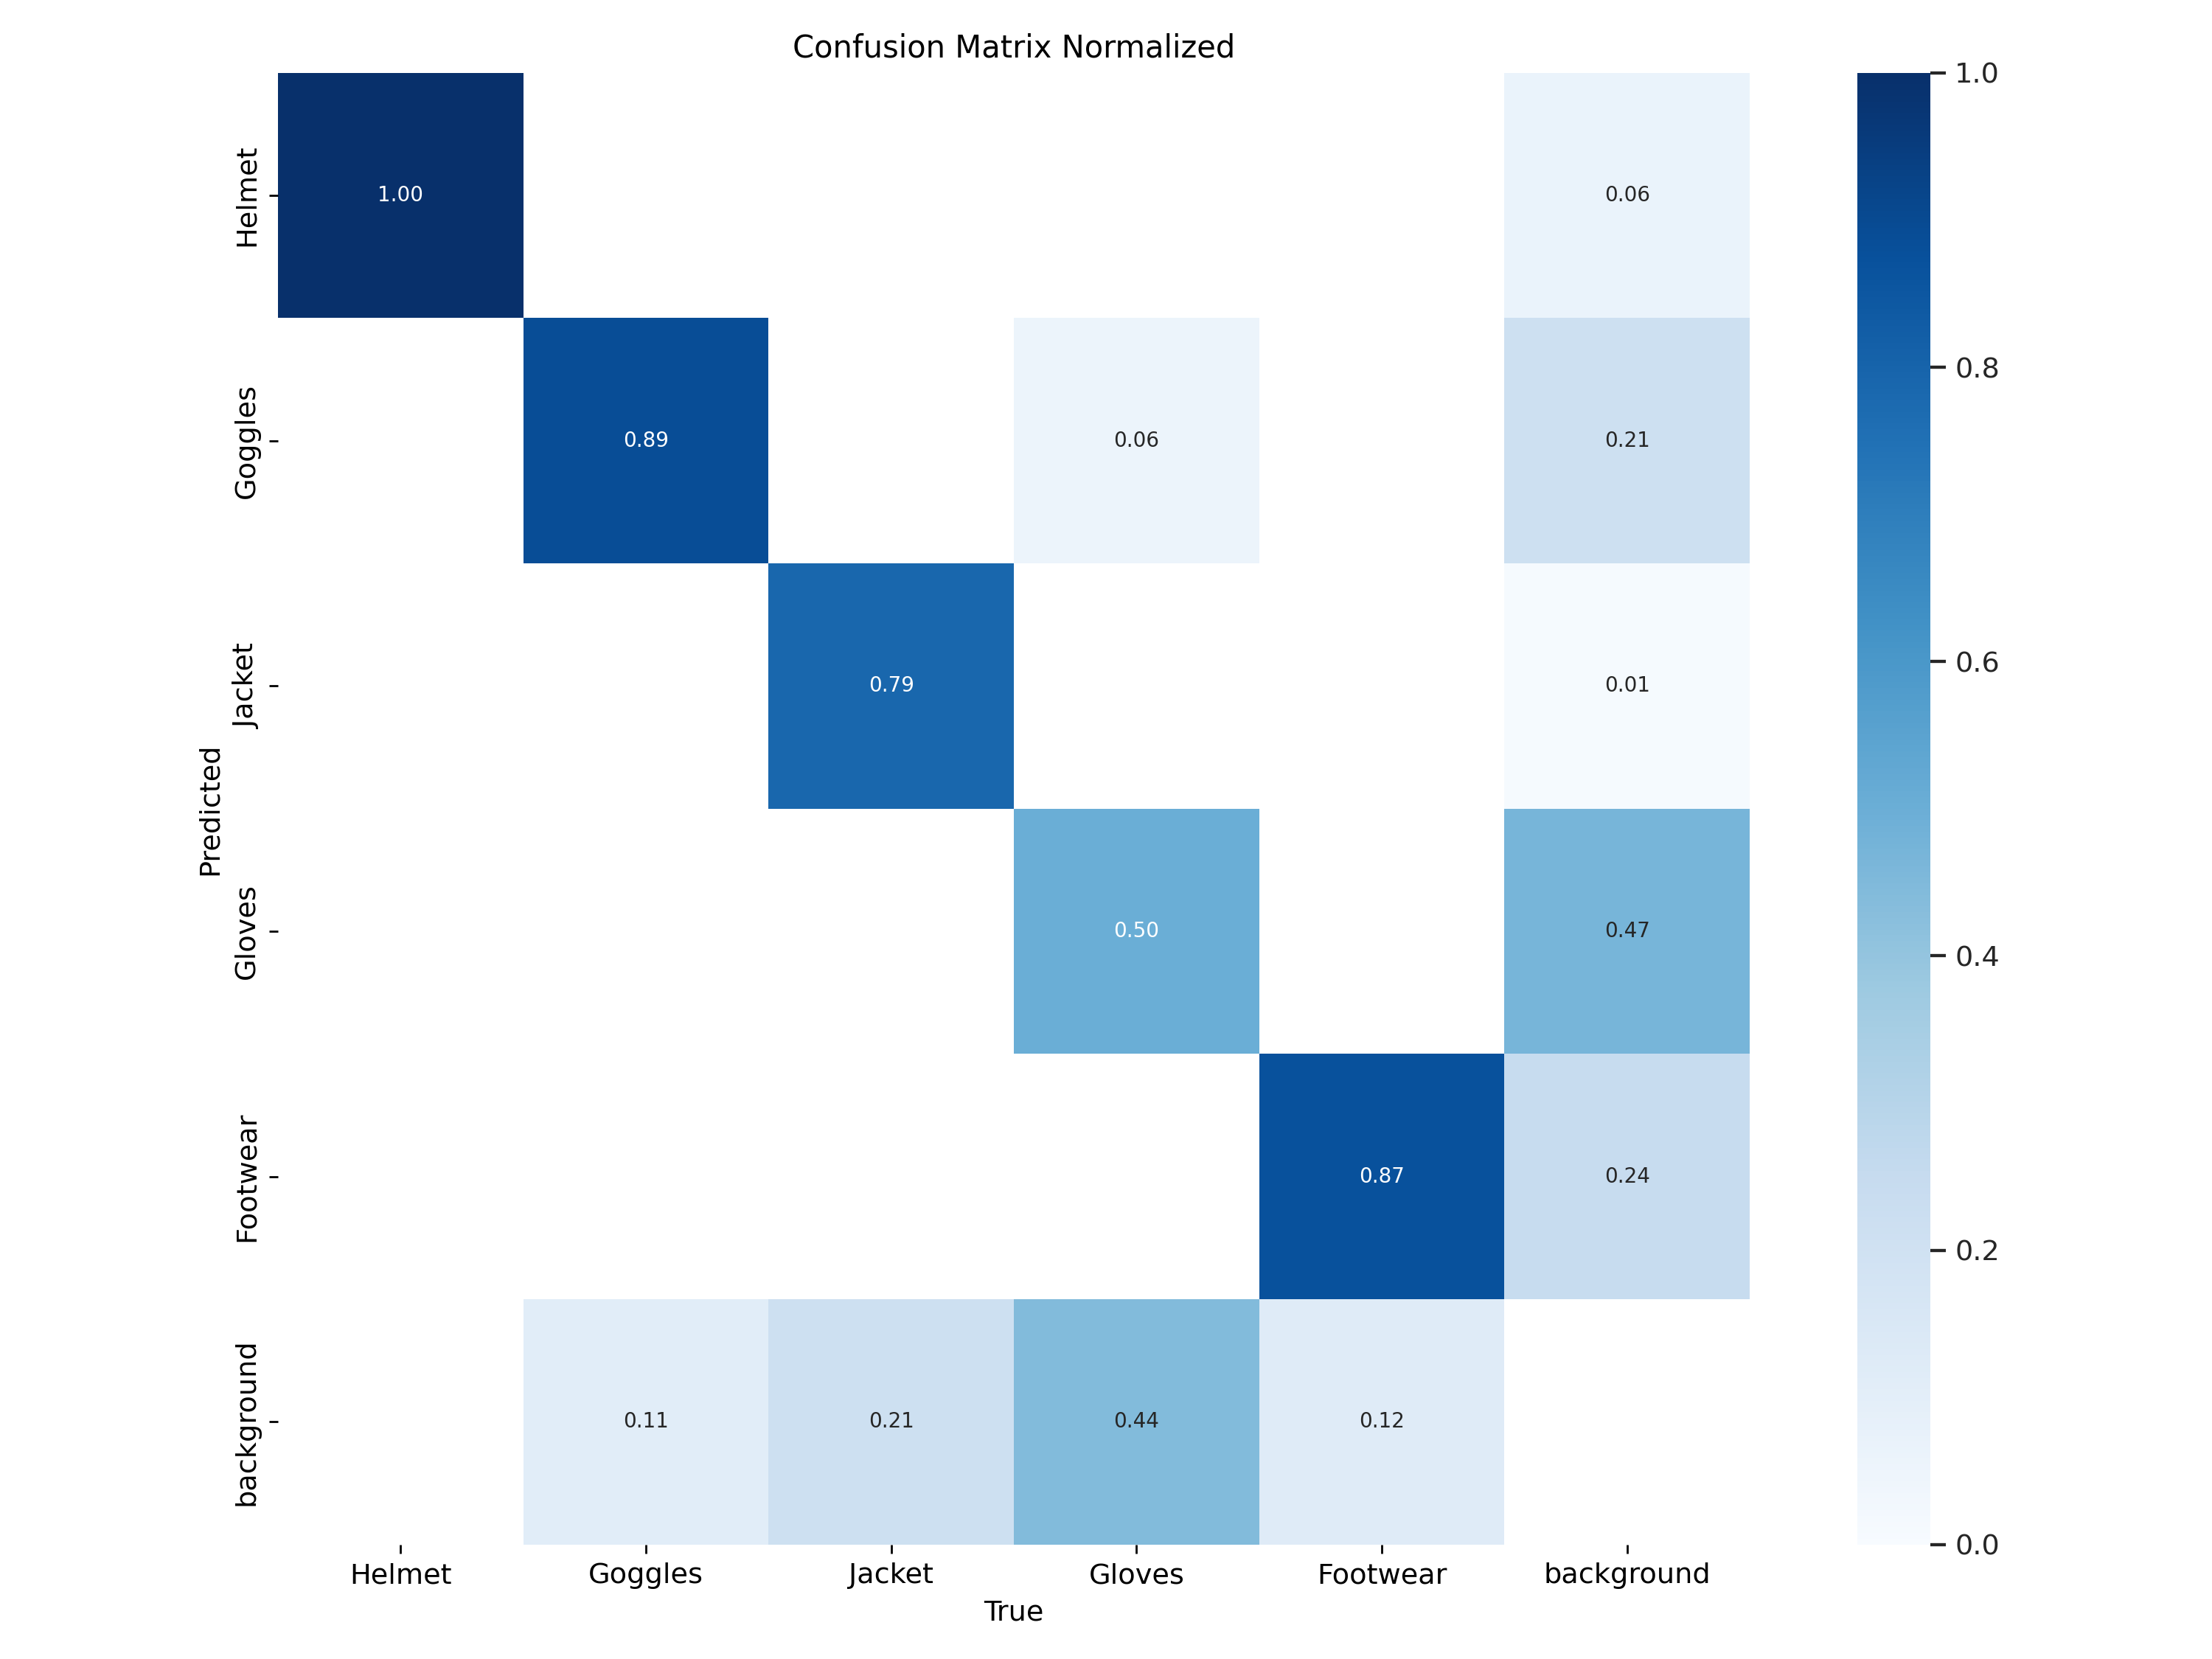 Confusion Matrix Normalized
Helmet
1.00
0.06
Goggles
0.89
0.06
0.21
Jacket
0.79
0.01
Gloves
0.50
0.47
Footwear
0.87
0.24
background
0.11
0.21
0.44
0.12
Predicted
Helmet
Goggles
Jacket
Gloves
Footwear
background
True
1.0
0.8
0.6
0.4
0.2
0.0